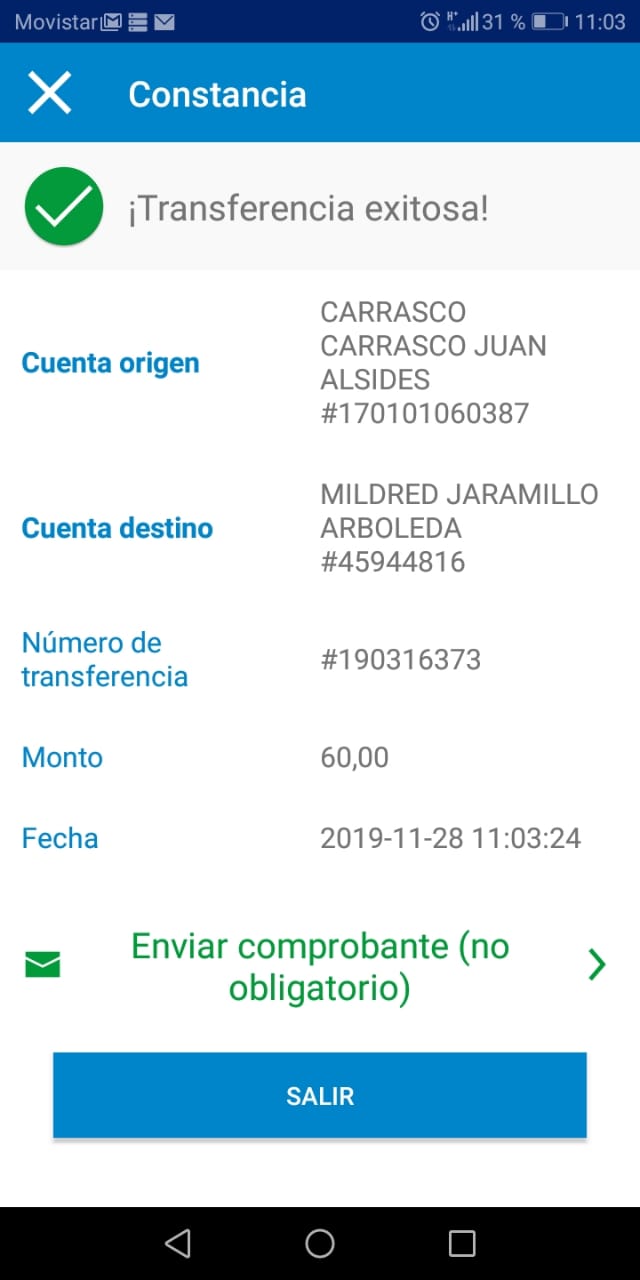 Movistar
31 %
11:03
Constancia
¡Transferencia exitosa!
Cuenta origen
CARRASCO
CARRASCO JUAN
ALSIDES
#170101060387
Cuenta destino
MILDRED JARAMILLO
ARBOLEDA
#45944816
Número de
transferencia
#190316373
Monto
60,00
Fecha
2019-11-28 11:03:24
Enviar comprobante (no
obligatorio)
SALIR